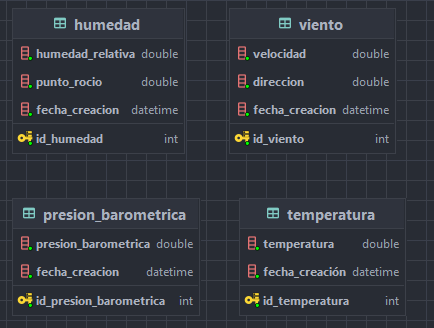 humedad
humedad_relativa double
punto_rocio double
fecha_creacion datetime
id_humedad int
viento
velocidad double
direccion double
fecha_creacion datetime
id_viento int
presion_barometrica
presion_barometrica double
fecha_creacion datetime
id_presion_barometrica int
temperatura
temperatura double
fecha_creación datetime
id_temperatura int